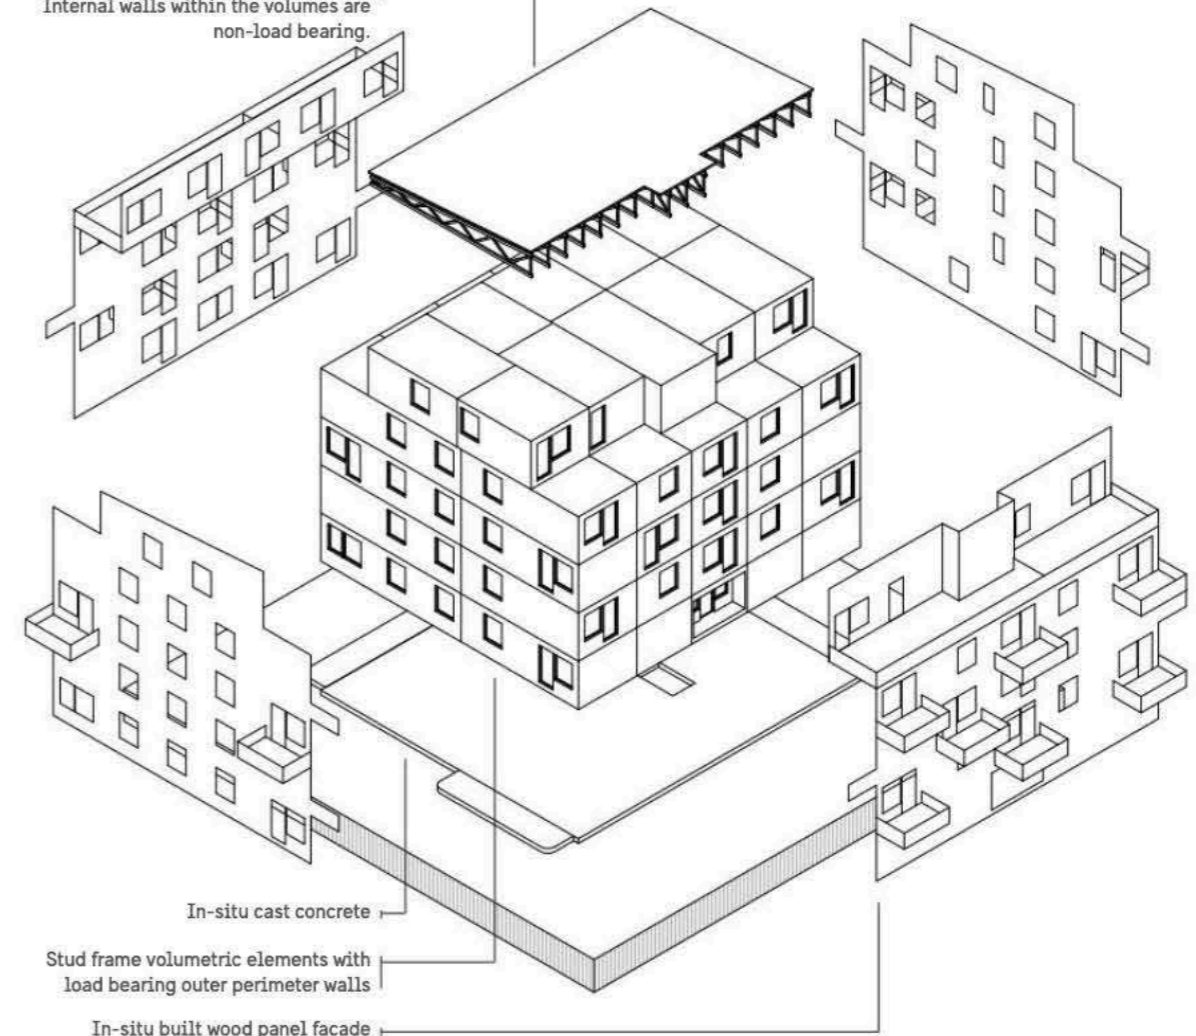 Internal walls within the volumes are
non-load bearing.
In-situ cast concrete
Stud frame volumetric elements with
load bearing outer perimeter walls
In-situ built wood panel facade